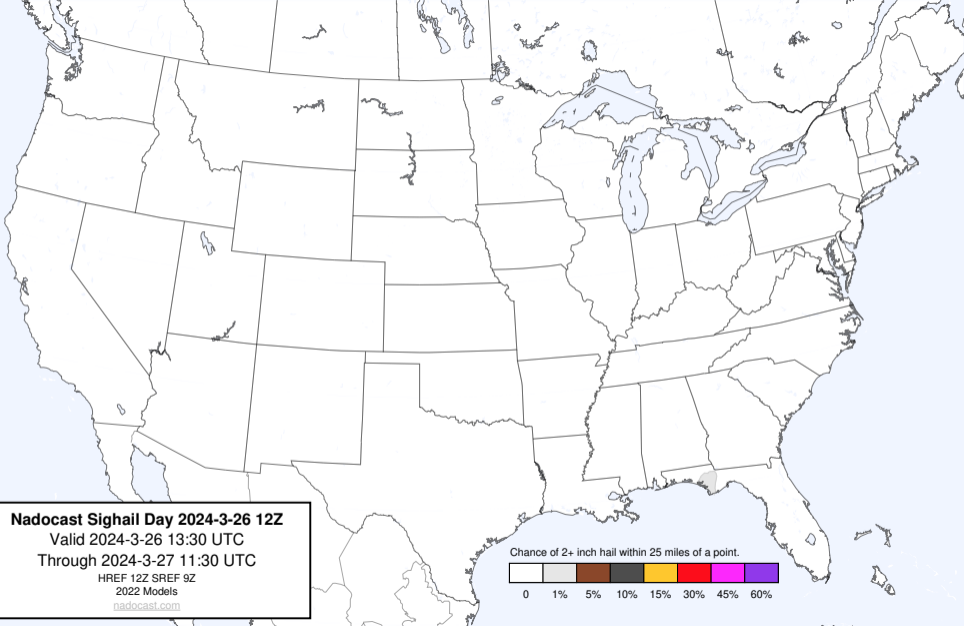 Nadocast Sighail Day 2024-3-26 12Z
Valid 2024-3-26 13:30 UTC
Through 2024-3-27 11:30 UTC
HREF 12Z SREF 9Z
2022 Models
nadocast.com
Chance of 2+ inch hail within 25 miles of a point.
0 1% 5% 10% 15% 30% 45% 60%